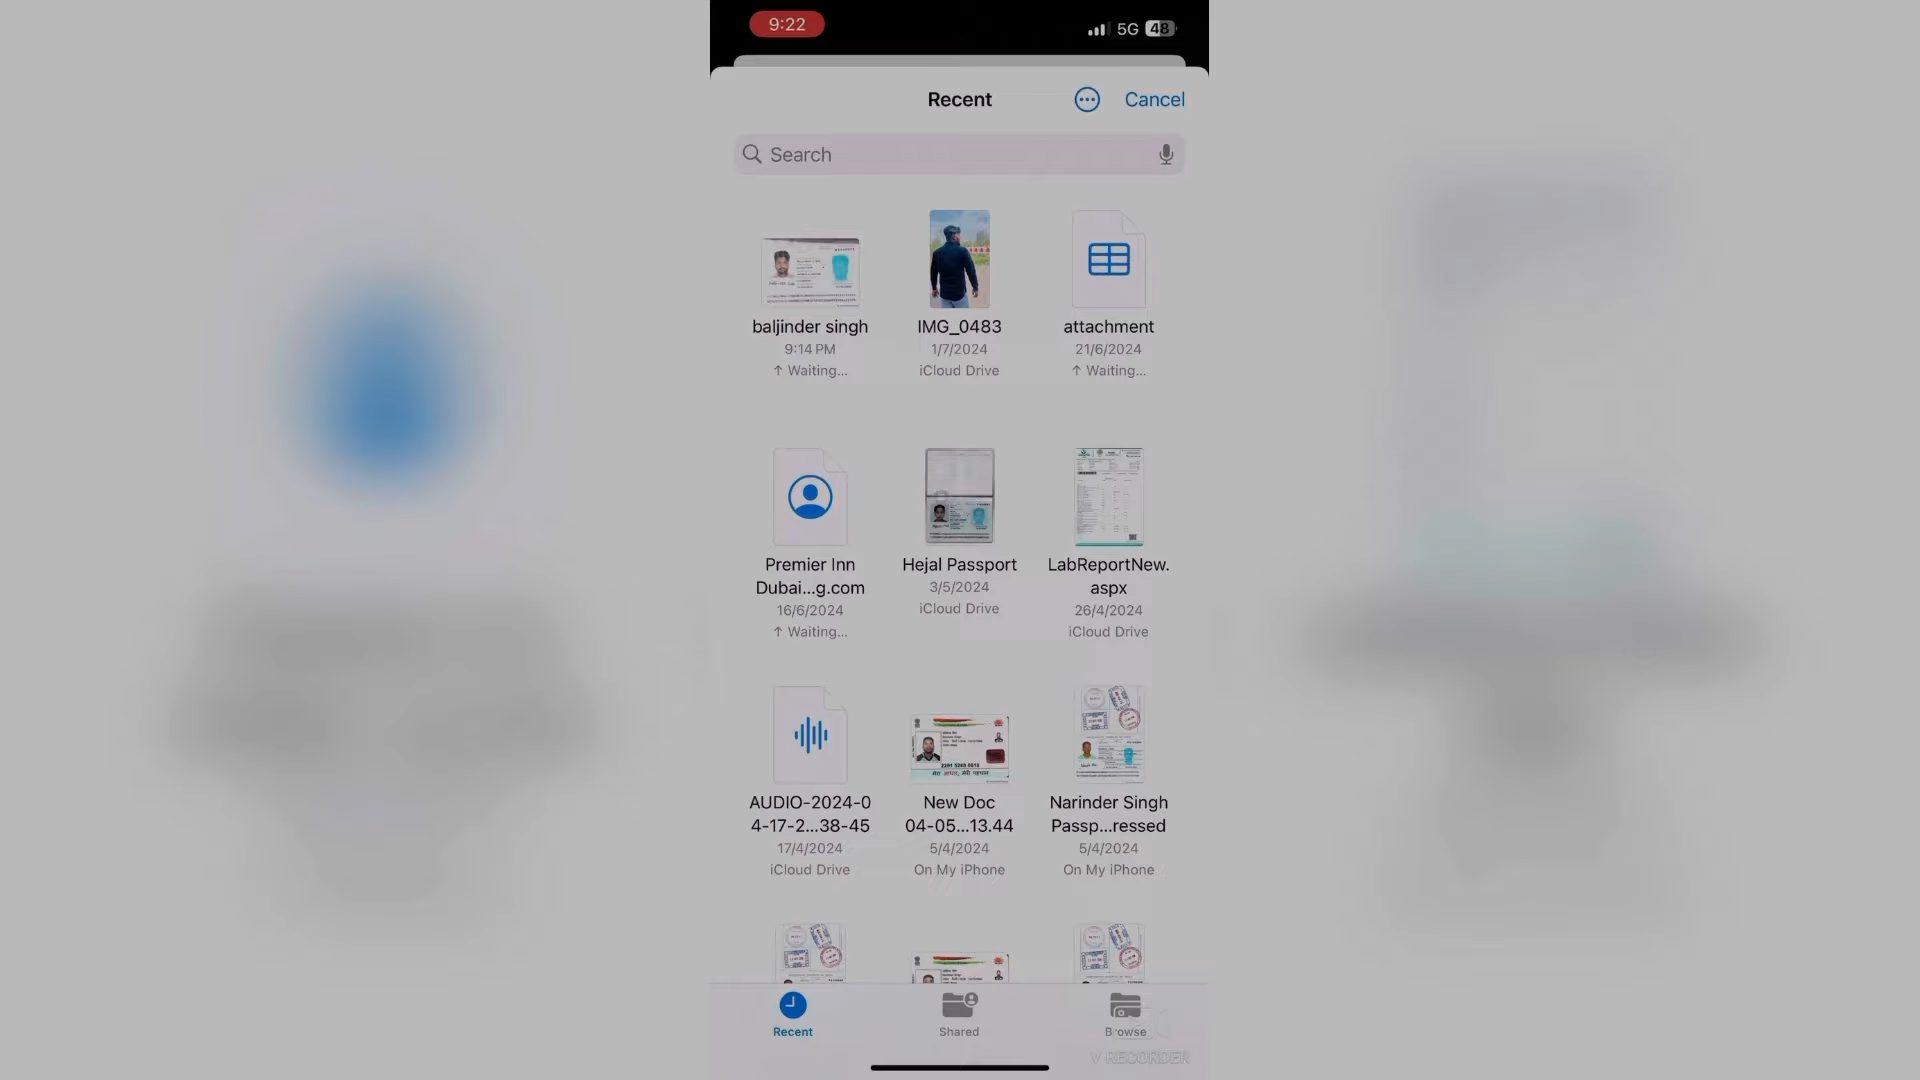 9:22
5G 48
Recent
Cancel
Search
baljinder singh
9:14 PM
↑ Waiting...
IMG_0483
1/7/2024
iCloud Drive
attachment
21/6/2024
↑ Waiting...
Premier Inn
Dubai...g.com
16/6/2024
↑ Waiting...
Hejal Passport
3/5/2024
iCloud Drive
LabReportNew.
aspx
26/4/2024
iCloud Drive
AUDIO-2024-0
4-17-2...38-45
17/4/2024
iCloud Drive
New Doc
04-05...13.44
5/4/2024
On My iPhone
Narinder Singh
Passp...ressed
5/4/2024
On My iPhone
Recent
Shared
Browse
V RECORDER